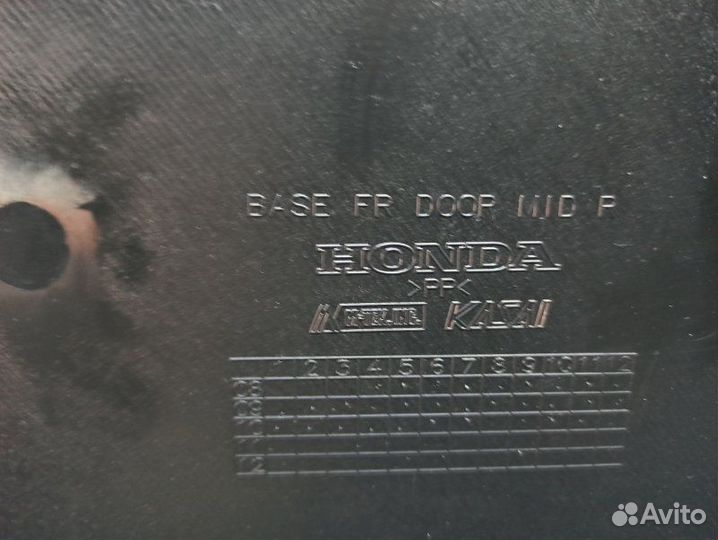 BASE FR DOOR MID R
HONDA
>PP<
KASAI
1 2 3 4 5 6 7 8 9 10 11 12
Avito